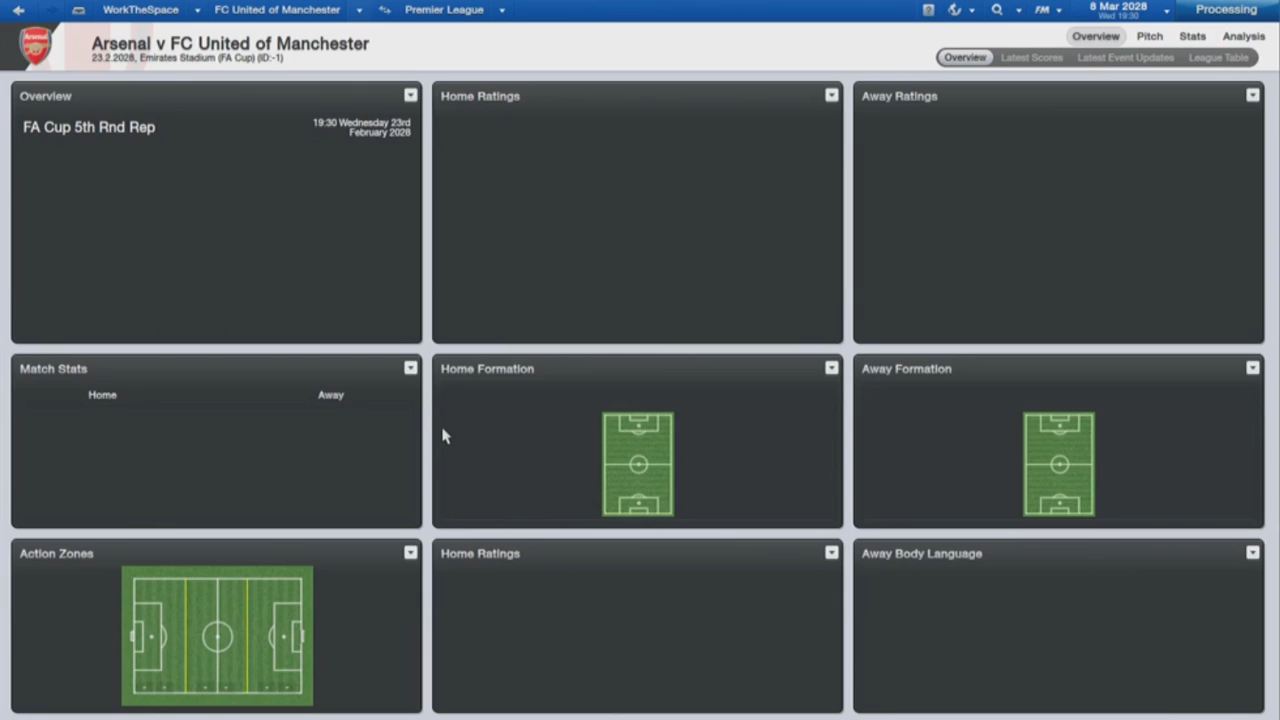 WorkTheSpace FC United of Manchester Premier League FM 8 Mar 2028 Wed 19:30 Processing
Arsenal v FC United of Manchester
23.2.2028, Emirates Stadium (FA Cup) (ID:-1)
Overview Pitch Stats Analysis
Overview Latest Scores Latest Event Updates League Table
Overview
FA Cup 5th Rnd Rep
19:30 Wednesday 23rd
February 2028
Home Ratings
Away Ratings
Match Stats
Home Away
Home Formation
Away Formation
Action Zones
Home Ratings
Away Body Language